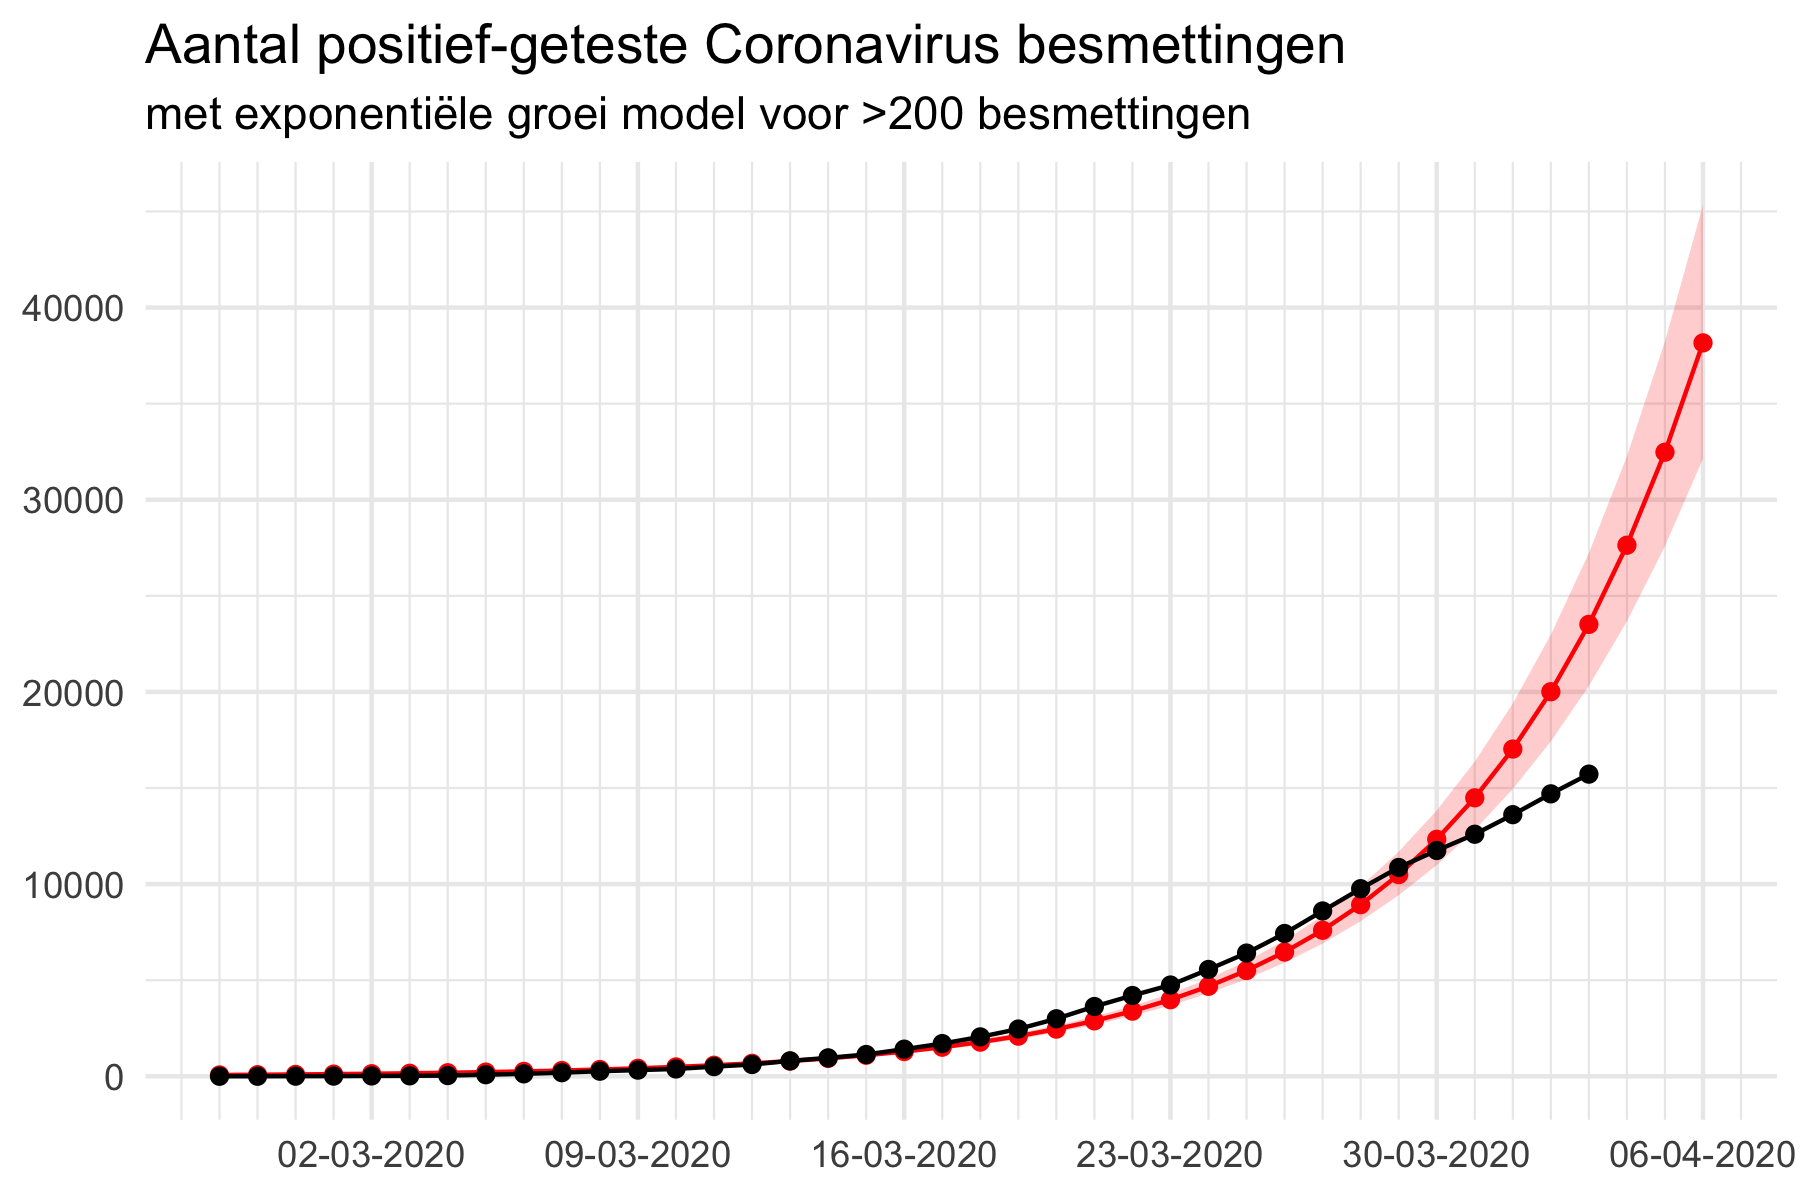 Aantal positief-geteste Coronavirus besmettingen
met exponentiële groei model voor >200 besmettingen
40000
30000
20000
10000
0
02-03-2020 09-03-2020 16-03-2020 23-03-2020 30-03-2020 06-04-2020